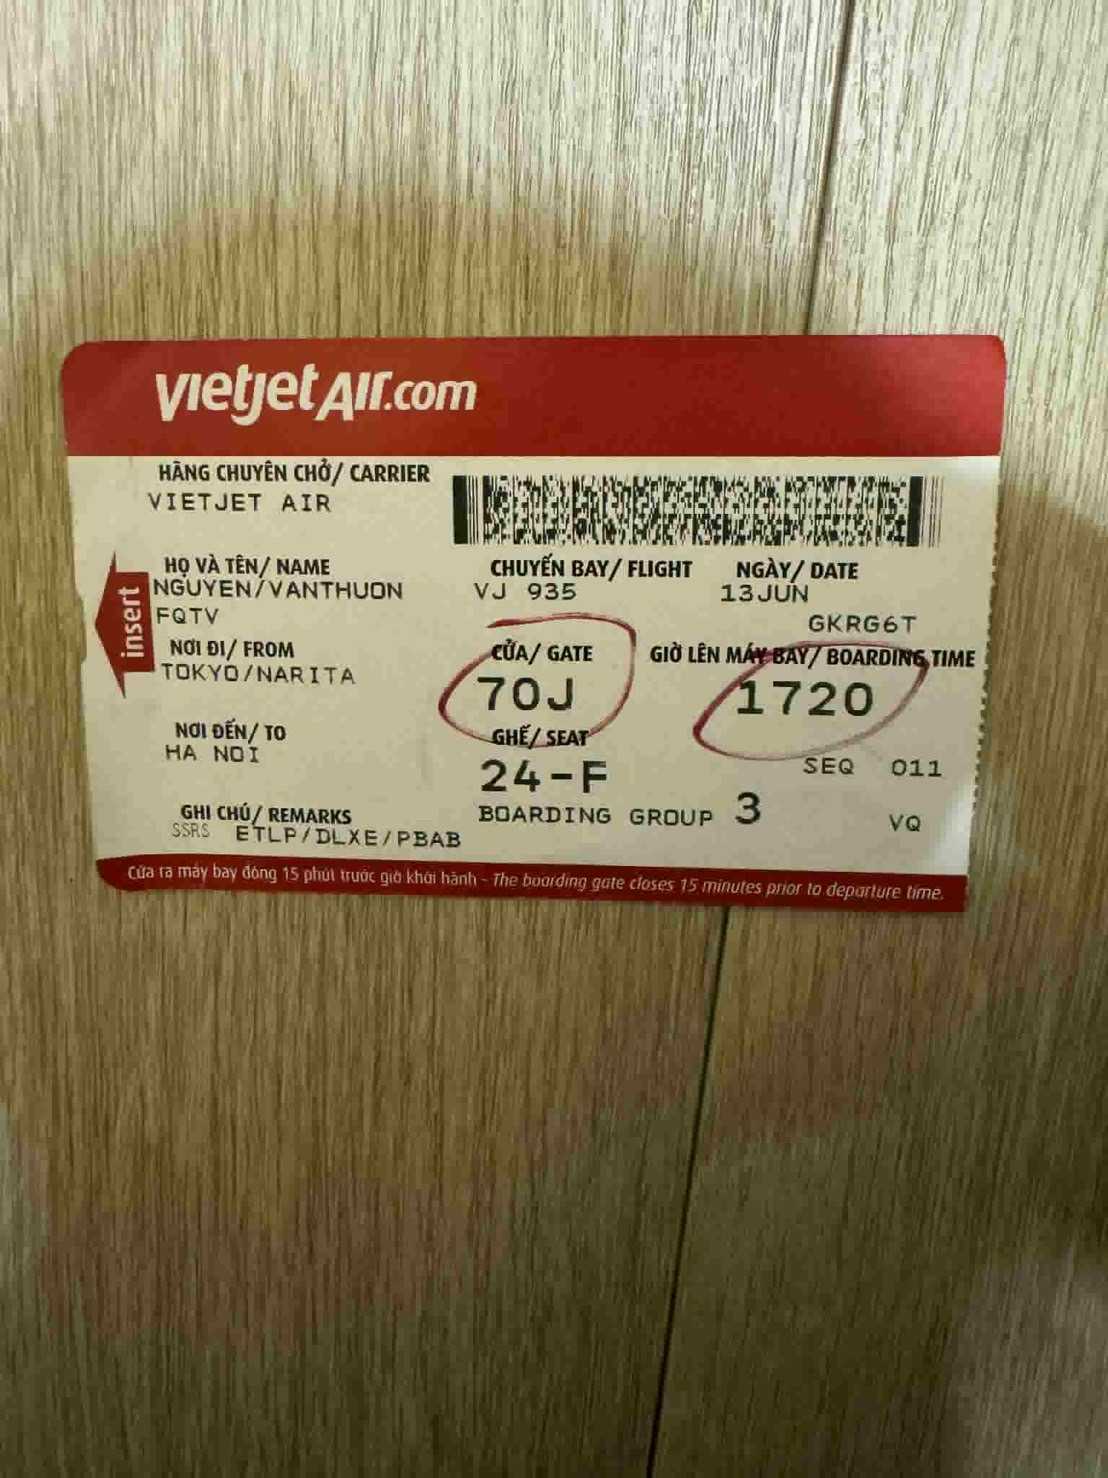 vietjet Air.com
HÃNG CHUYÊN CHỞ/ CARRIER
VIETJET AIR
HỌ VÀ TÊN/ NAME
NGUYEN/VANTHUON
CHUYẾN BAY/ FLIGHT
VJ 935
NGÀY/ DATE
13JUN
FQTV
GKRG6T
insert
NƠI ĐI/ FROM
TOKYO/NARITA
CỬA/ GATE
70J
GIỜ LÊN MÁY BAY/ BOARDING TIME
1720
NƠI ĐẾN/ TO
HA NOI
GHẾ/ SEAT
24-F
SEQ 011
GHI CHÚ/ REMARKS
SSRS ETLP/DLXE/PBAB
BOARDING GROUP 3
VQ
Cửa ra máy bay đóng 15 phút trước giờ khởi hành - The boarding gate closes 15 minutes prior to departure time.